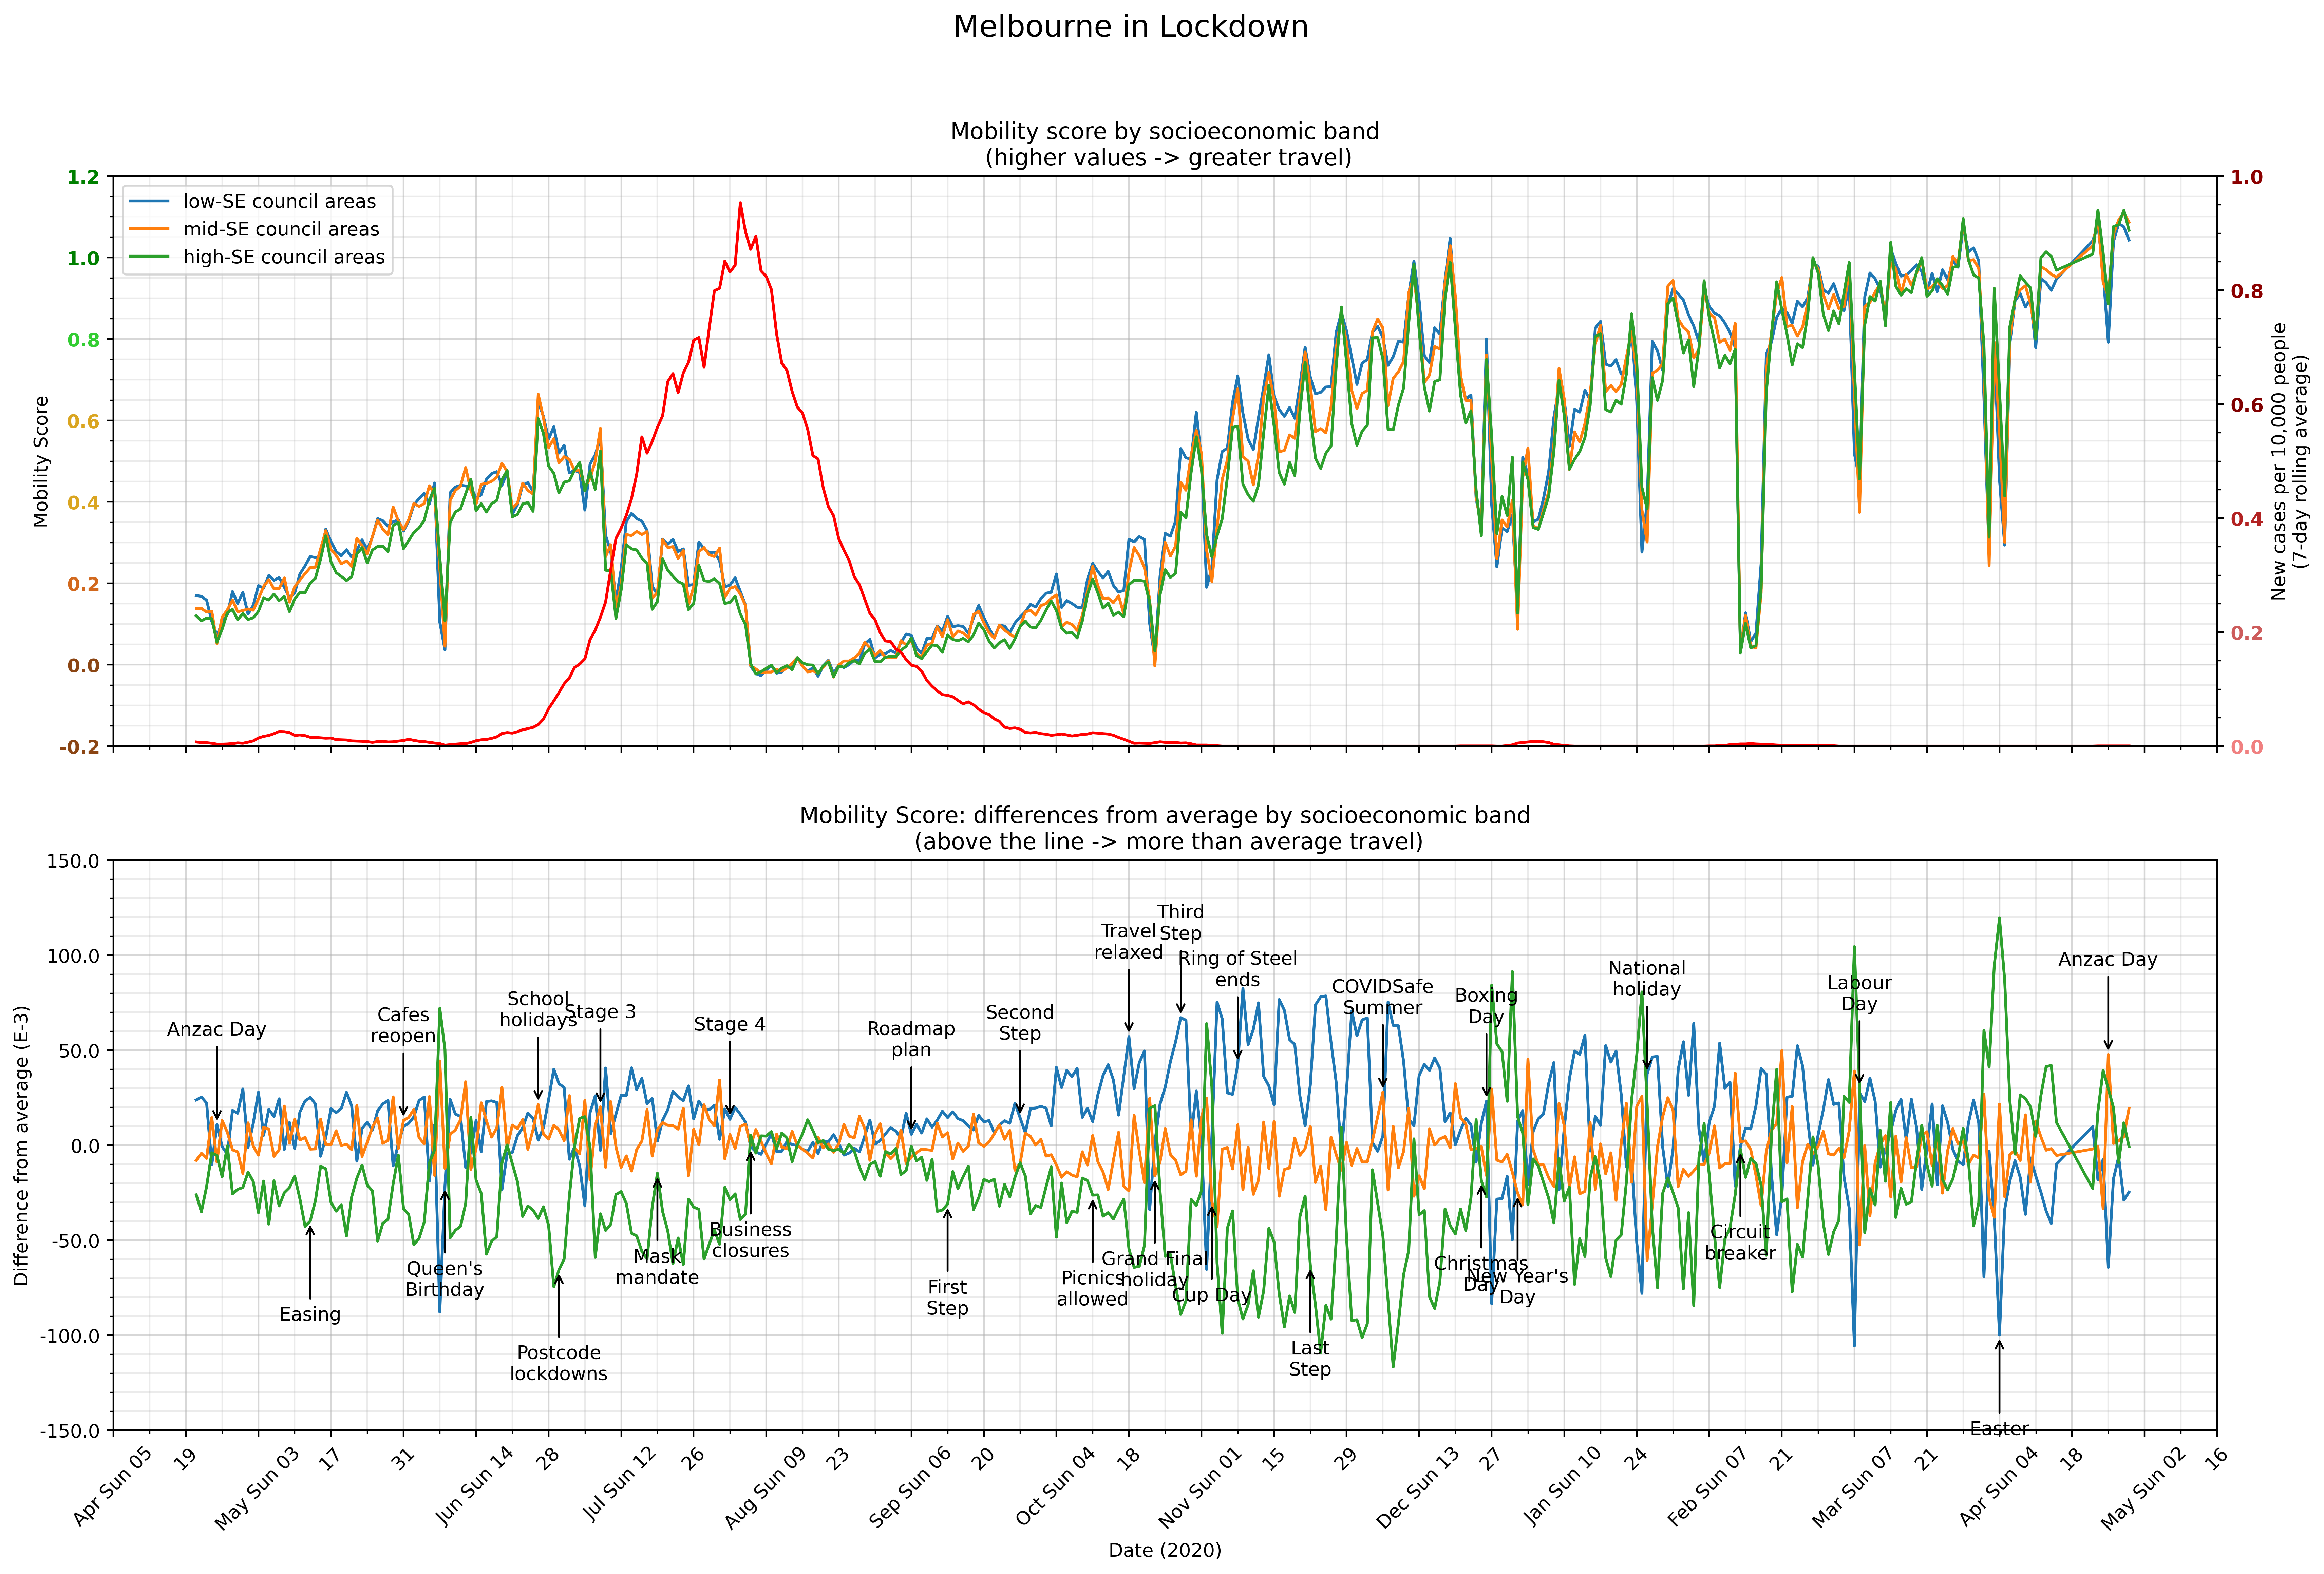 Melbourne in Lockdown
Mobility score by socioeconomic band
(higher values -> greater travel)
low-SE council areas
mid-SE council areas
high-SE council areas
1.2
1.0
0.8
0.6
0.4
0.2
0.0
-0.2
Mobility Score
1.0
0.8
0.6
0.4
0.2
0.0
New cases per 10,000 people
(7-day rolling average)
Mobility Score: differences from average by socioeconomic band
(above the line -> more than average travel)
150.0
100.0
50.0
0.0
-50.0
-100.0
-150.0
Difference from average (E-3)
Anzac Day
Easing
Cafes
reopen
Queen's
Birthday
School
holidays
Postcode
lockdowns
Stage 3
Mask
mandate
Stage 4
Business
closures
Roadmap
plan
First
Step
Second
Step
Picnics
allowed
Travel
relaxed
Grand Final
holiday
Third
Step
Cup Day
Ring of Steel
ends
Last
Step
COVIDSafe
Summer
Christmas
Day
Boxing
Day
New Year's
Day
National
holiday
Circuit
breaker
Labour
Day
Easter
Anzac Day
Apr Sun 05
19
May Sun 03
17
31
Jun Sun 14
28
Jul Sun 12
26
Aug Sun 09
23
Sep Sun 06
20
Oct Sun 04
18
Nov Sun 01
15
29
Dec Sun 13
27
Jan Sun 10
24
Feb Sun 07
21
Mar Sun 07
21
Apr Sun 04
18
May Sun 02
16
Date (2020)